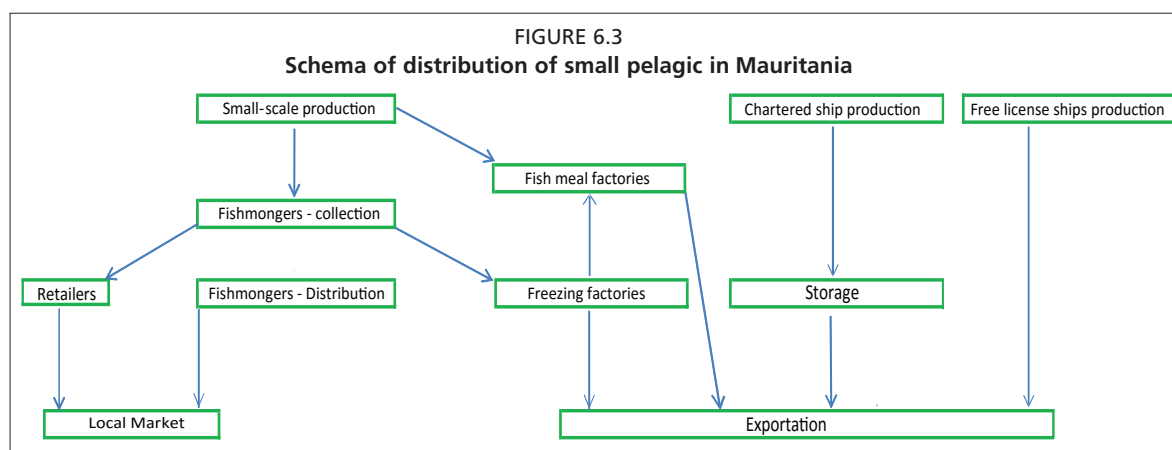 FIGURE 6.3
Schema of distribution of small pelagic in Mauritania
Small-scale production
Chartered ship production
Free license ships production
Fish meal factories
Fishmongers - collection
Retailers
Fishmongers - Distribution
Freezing factories
Storage
Local Market
Exportation